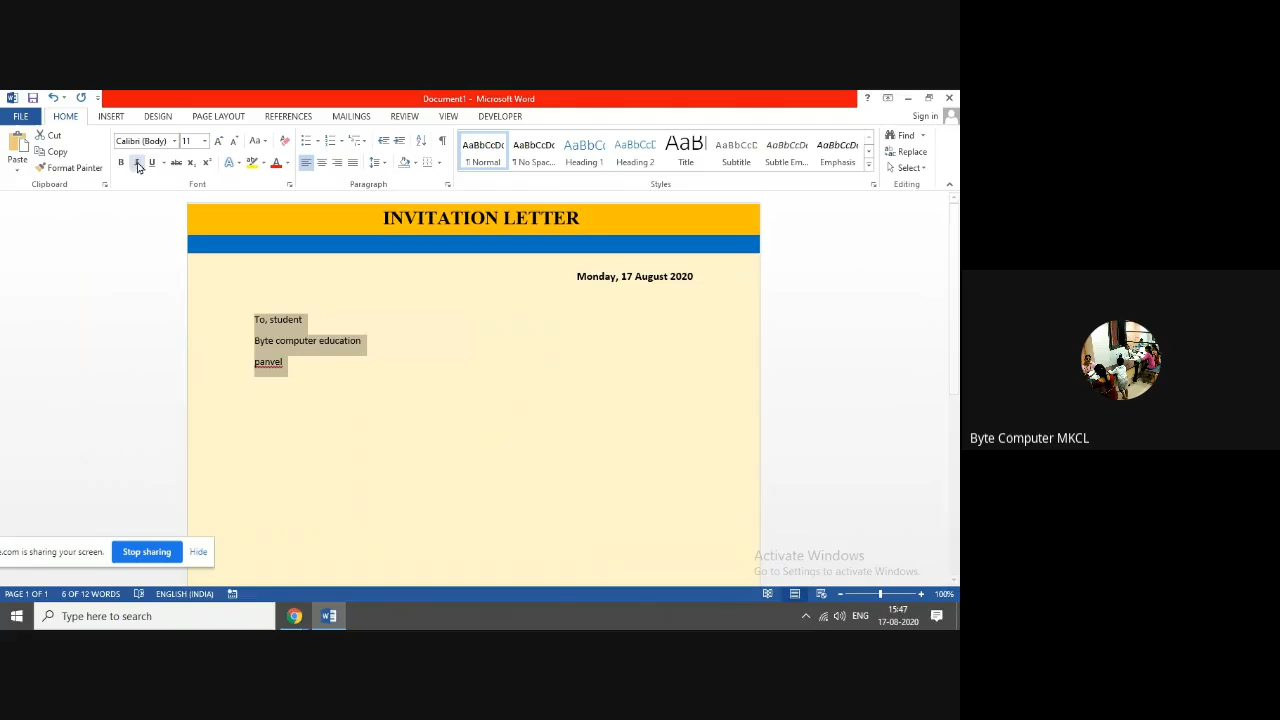 Document1 - Microsoft Word
Sign in
FILE HOME INSERT DESIGN PAGE LAYOUT REFERENCES MAILINGS REVIEW VIEW DEVELOPER
Paste
Cut
Copy
Format Painter
Clipboard
Calibri (Body) 11
Font
Paragraph
AaBbCcDc AaBbCcDc AaBbC( AaBbCcC AaBl AaBbCcC AaBbCcDc AaBbCcDc
¶ Normal ¶ No Spac... Heading 1 Heading 2 Title Subtitle Subtle Em... Emphasis
Styles
Find
Replace
Select
Editing
INVITATION LETTER
Monday, 17 August 2020
To, student
Byte computer education
panvel
Byte Computer MKCL
e.com is sharing your screen. Stop sharing Hide
Activate Windows
Go to Settings to activate Windows.
PAGE 1 OF 1 6 OF 12 WORDS ENGLISH (INDIA) 100%
Type here to search
ENG
15:47
17-08-2020